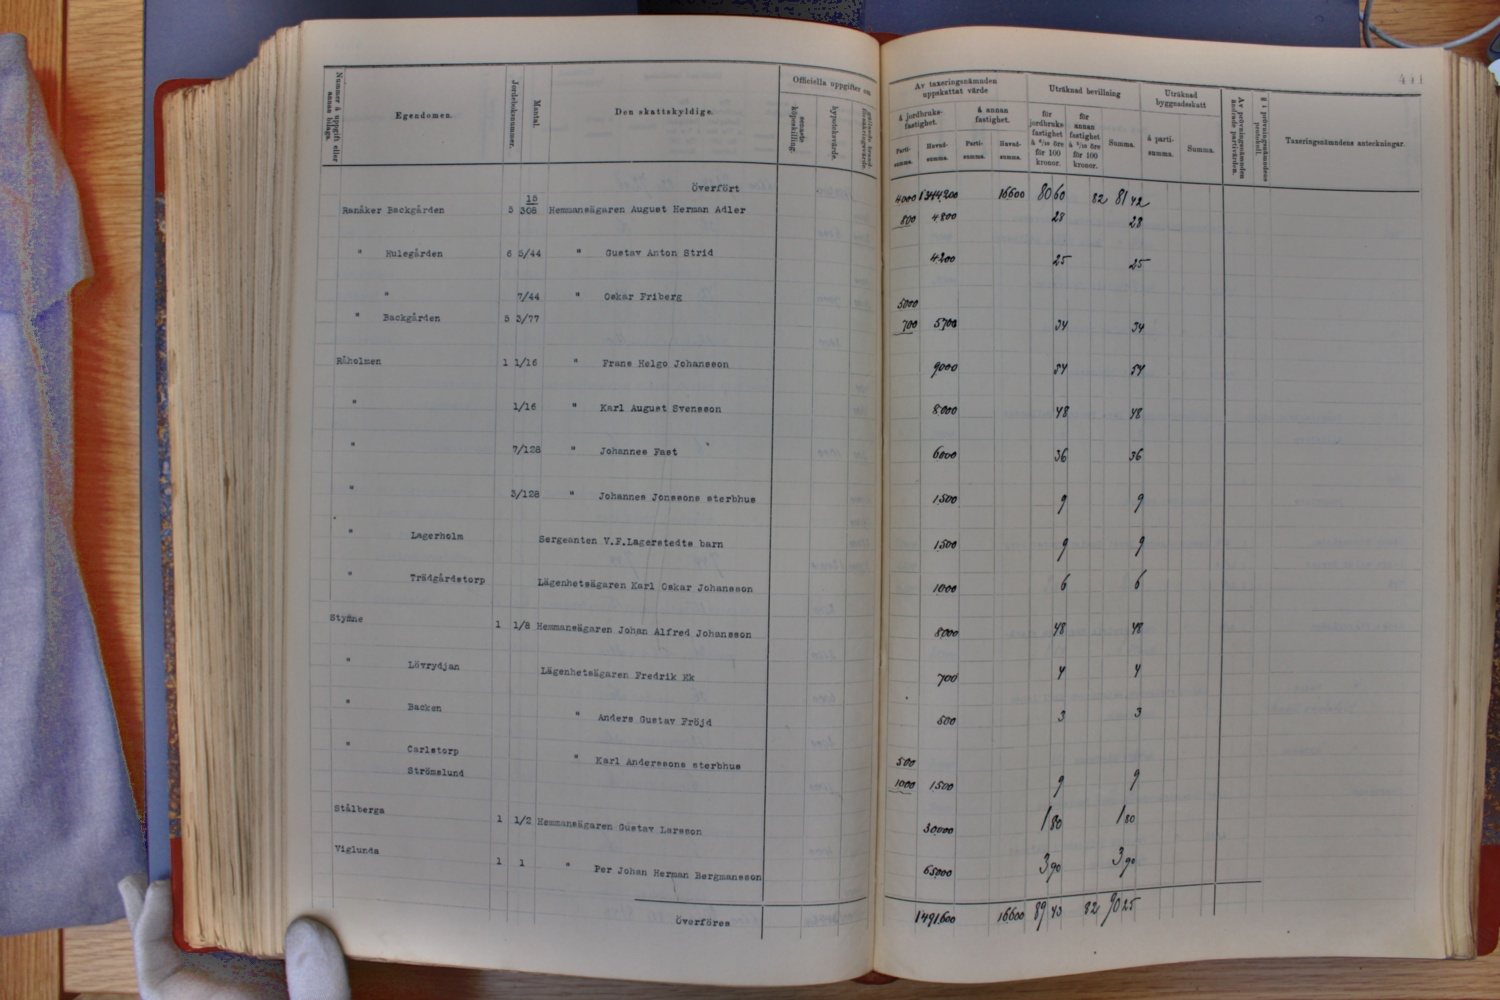 411
Nummer å uppgift eller annan bilaga.
Egendomen.
Jordeboksnummer.
Mantal.
Den skattskyldige.
Officiella uppgifter om
senaste köpeskilling.
hypoteksvärde.
Av taxeringsnämnden uppskattat värde
å jordbruksfastighet.
å annan fastighet.
Partisumma.
Huvudsumma.
Partisumma.
Huvudsumma.
Uträknad bevillning
för jordbruksfastighet à 6/10 öre för 100 kronor.
för annan fastighet à 5/10 öre för 100 kronor.
Summa.
Uträknad byggnadsskatt
à partisumma.
Summa.
Av prövningsnämnden ändrade partivärden.
§ i prövningsnämndens protokoll.
Taxeringsnämndens anteckningar.
Överfört 16600 80 60 82 81 42
Ranåker Backgården 5 15/308 Hemmansägaren August Herman Adler 800 4800 28 28
" Hulegården 6 5/44 " Gustav Anton Strid 4200 25 25
" 7/44 " Oskar Friberg 5000
" Backgården 5 3/77 700 5700 34 34
Råholmen 1 1/16 " Frans Helgo Johansson 9000 54 54
" 1/16 " Karl August Svensson 8000 48 48
" 7/128 " Johannes Fast 6000 36 36
" 3/128 " Johannes Jonssons sterbhus 1500 9 9
" Lagerholm Sergeanten V.F.Lagerstedts barn 1500 9 9
" Trädgårdstorp Lägenhetsägaren Karl Oskar Johansson 1000 6 6
Stymne 1 1/8 Hemmansägaren Johan Alfred Johansson 8000 48 48
" Lövrydjan Lägenhetsägaren Fredrik Ek 700 4 4
" Backen " Anders Gustav Fröjd 500 3 3
" Carlstorp " Karl Anderssons sterbhus 500
Strömslund 1000 1500 9 9
Stålberga 1 1/2 Hemmansägaren Gustav Larsson 30000 1 80 1 80
Viglunda 1 1 " Per Johan Herman Bergmansson 65000 3 90 3 90
Överföres 1491600 16600 89 43 82 90 25